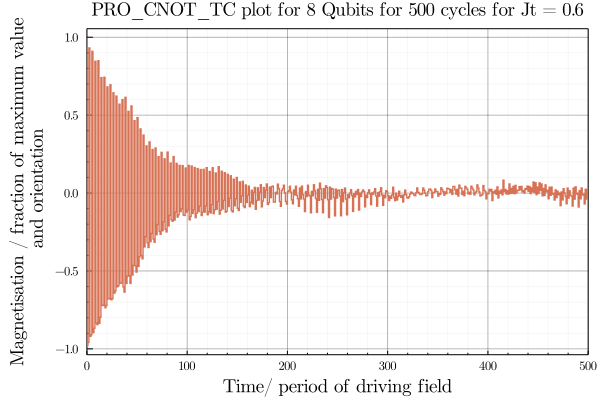 PRO_CNOT_TC plot for 8 Qubits for 500 cycles for Jt = 0.6
Magnetisation / fraction of maximum value
and orientation
1.0
0.5
0.0
−0.5
−1.0
0
100
200
300
400
500
Time/ period of driving field